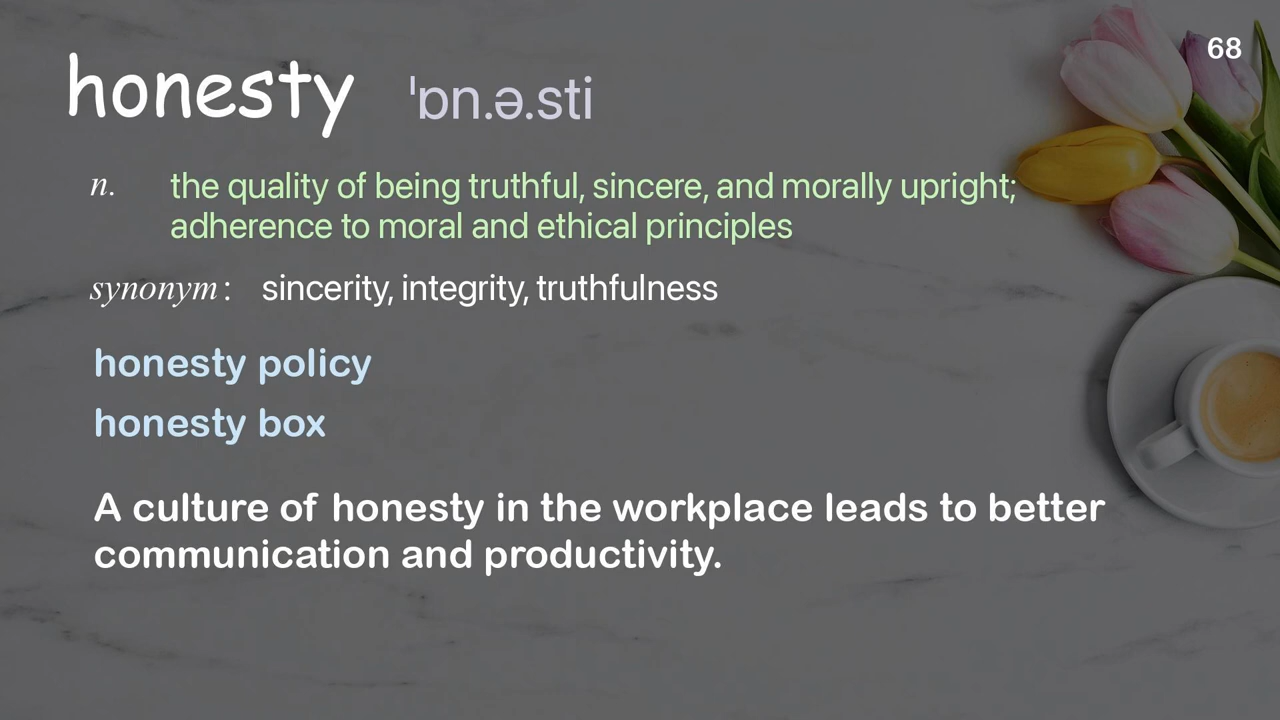 68
honesty ˈɒn.ə.sti
n. the quality of being truthful, sincere, and morally upright;
adherence to moral and ethical principles
synonym: sincerity, integrity, truthfulness
honesty policy
honesty box
A culture of honesty in the workplace leads to better
communication and productivity.